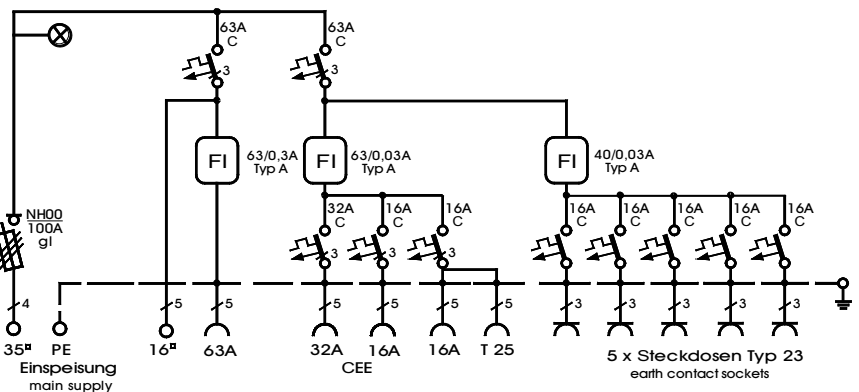 63A
C
3
63A
C
3
FI
63/0,3A
Typ A
FI
63/0,03A
Typ A
FI
40/0,03A
Typ A
NH00
100A
gl
32A
C
3
16A
C
3
16A
C
3
16A
C
16A
C
16A
C
16A
C
16A
C
4
5
5
5
5
5
5
3
3
3
3
3
35¤
PE
16¤
63A
32A
16A
16A
T 25
Einspeisung
main supply
CEE
5 x Steckdosen Typ 23
earth contact sockets